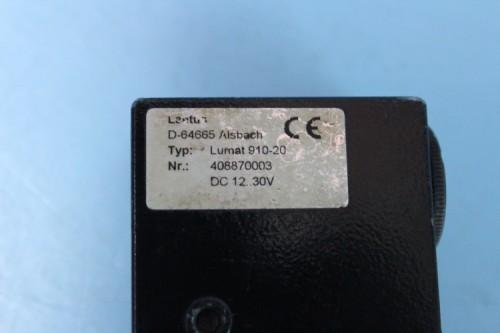 D-64665 Alsbach CE
Typ: Lumat 910-20
Nr.: 408870003
DC 12..30V